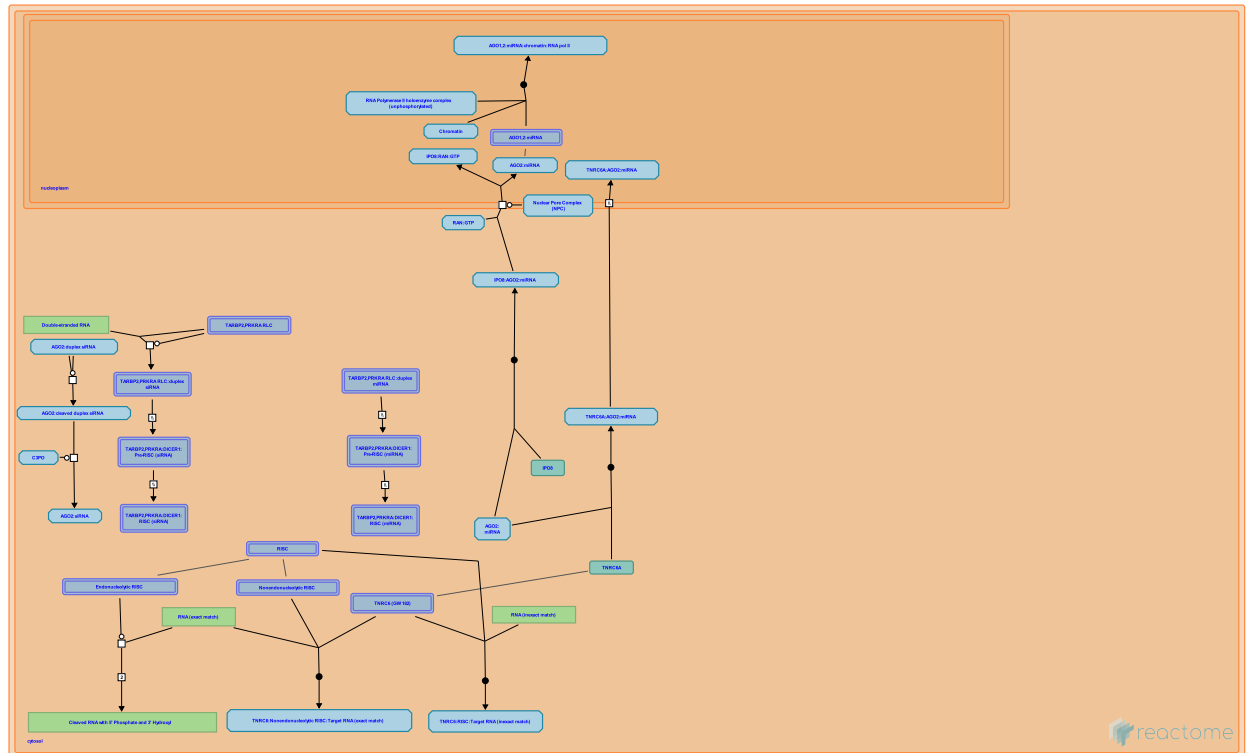 AGO1,2:miRNA:chromatin:RNA pol II
RNA Polymerase II holoenzyme complex
(unphosphorylated)
Chromatin
AGO1,2:miRNA
IPO8:RAN:GTP
AGO2:miRNA
TNRC6A:AGO2:miRNA
nucleoplasm
Nuclear Pore Complex
(NPC)
RAN:GTP
IPO8:AGO2:miRNA
Double-stranded RNA
TARBP2,PRKRA:RLC
AGO2:duplex siRNA
TARBP2,PRKRA:RLC:duplex
siRNA
TARBP2,PRKRA:RLC:duplex
miRNA
AGO2:cleaved duplex siRNA
TNRC6A:AGO2:miRNA
C3PO
TARBP2,PRKRA:DICER1:
Pre-RISC (siRNA)
TARBP2,PRKRA:DICER1:
Pre-RISC (miRNA)
IPO8
AGO2:siRNA
TARBP2,PRKRA:DICER1:
RISC (siRNA)
TARBP2,PRKRA:DICER1:
RISC (miRNA)
AGO2:
miRNA
RISC
TNRC6A
Endonucleolytic RISC
Nonendonucleolytic RISC
TNRC6 (GW182)
RNA (exact match)
RNA (inexact match)
2
Cleaved RNA with 5' Phosphate and 3' Hydroxyl
TNRC6:Nonendonucleolytic RISC: Target RNA (exact match)
TNRC6:RISC:Target RNA (inexact match)
cytosol
reactome